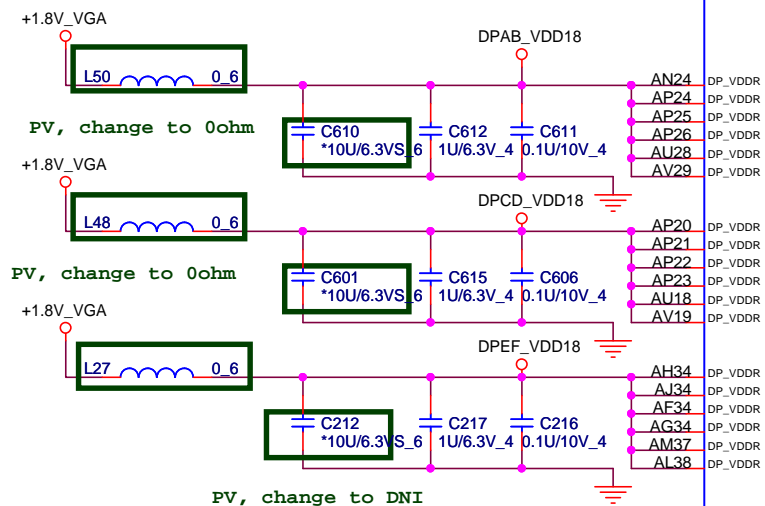 +1.8V_VGA
DPAB_VDD18
L50 0_6
AN24 DP_VDDR
AP24 DP_VDDR
AP25 DP_VDDR
AP26 DP_VDDR
AU28 DP_VDDR
AV29 DP_VDDR
PV, change to 0ohm
C610 C612 C611
*10U/6.3VS_6 1U/6.3V_4 0.1U/10V_4
+1.8V_VGA
DPCD_VDD18
L48 0_6
AP20 DP_VDDR
AP21 DP_VDDR
AP22 DP_VDDR
AP23 DP_VDDR
AU18 DP_VDDR
AV19 DP_VDDR
PV, change to 0ohm
C601 C615 C606
*10U/6.3VS_6 1U/6.3V_4 0.1U/10V_4
+1.8V_VGA
DPEF_VDD18
L27 0_6
AH34 DP_VDDR
AJ34 DP_VDDR
AF34 DP_VDDR
AG34 DP_VDDR
AM37 DP_VDDR
AL38 DP_VDDR
C212 C217 C216
*10U/6.3VS_6 1U/6.3V_4 0.1U/10V_4
PV, change to DNI